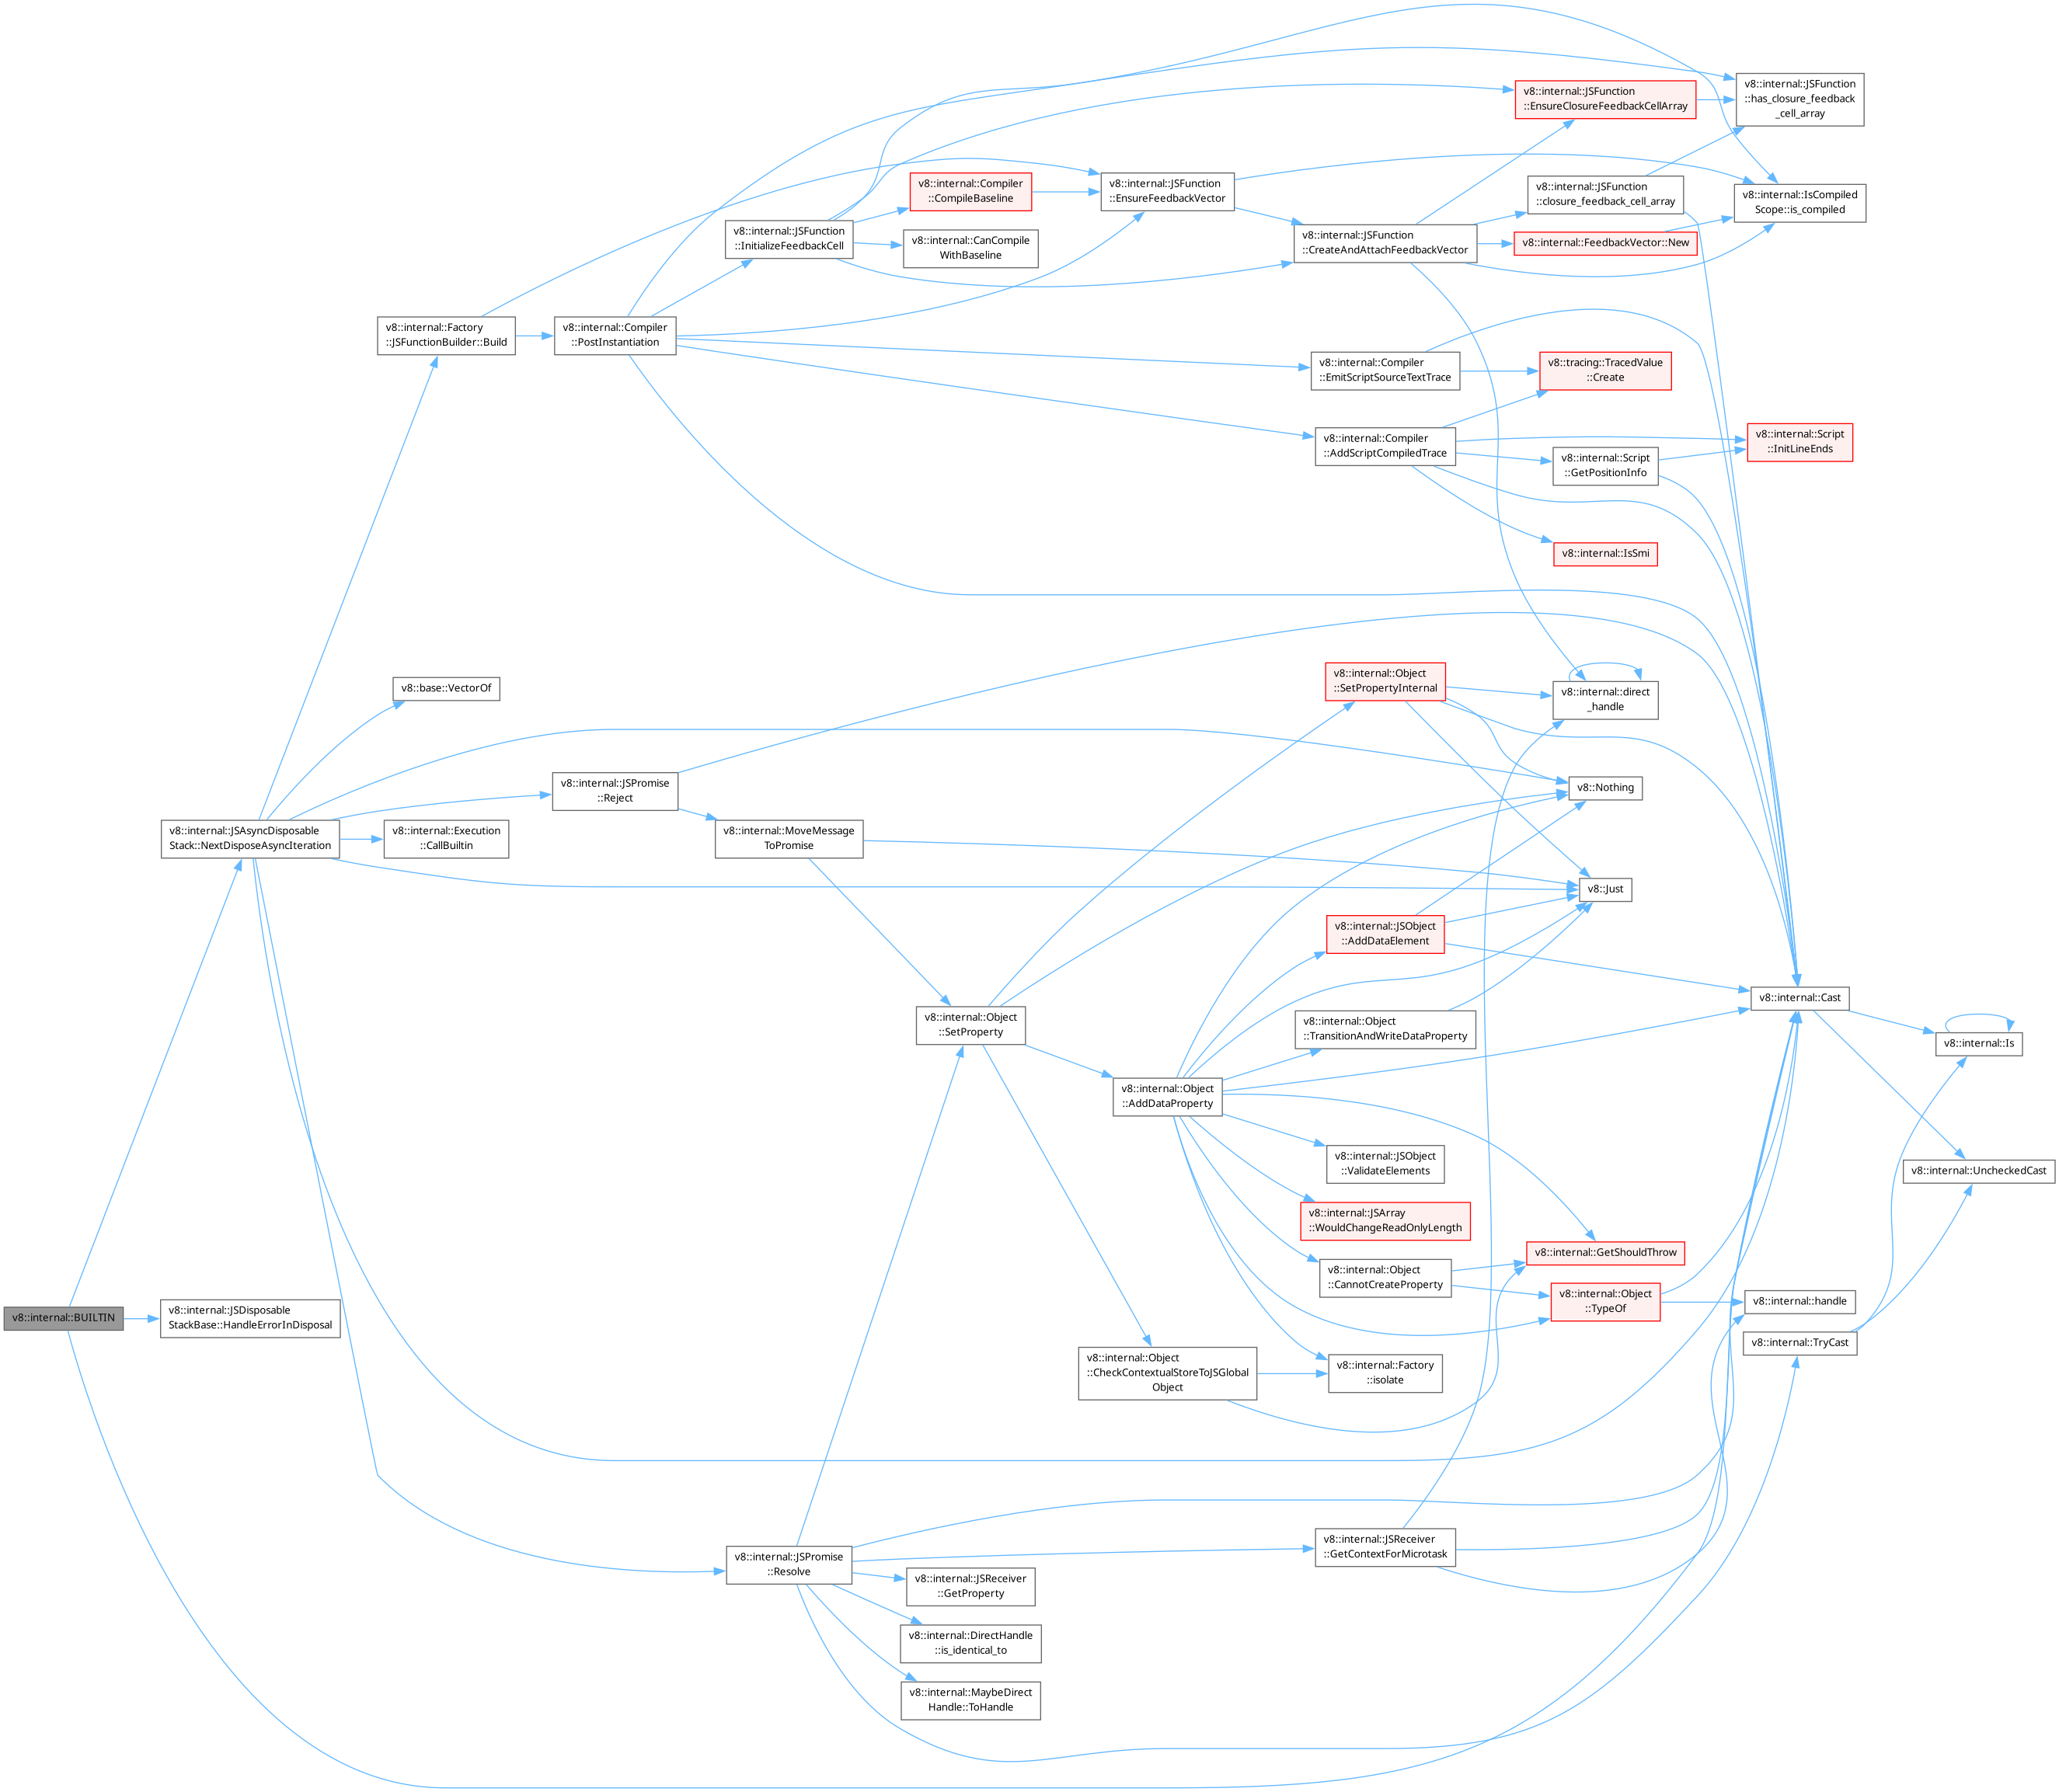 v8::internal::BUILTIN
v8::internal::JSAsyncDisposable
Stack::NextDisposeAsyncIteration
v8::internal::JSDisposable
StackBase::HandleErrorInDisposal
v8::internal::Factory
::JSFunctionBuilder::Build
v8::base::VectorOf
v8::internal::Execution
::CallBuiltin
v8::internal::Compiler
::PostInstantiation
v8::internal::JSPromise
::Reject
v8::internal::JSFunction
::InitializeFeedbackCell
v8::internal::MoveMessage
ToPromise
v8::internal::JSPromise
::Resolve
v8::internal::Compiler
::CompileBaseline
v8::internal::CanCompile
WithBaseline
v8::internal::Object
::SetProperty
v8::internal::JSReceiver
::GetProperty
v8::internal::DirectHandle
::is_identical_to
v8::internal::MaybeDirect
Handle::ToHandle
v8::internal::JSFunction
::EnsureFeedbackVector
v8::internal::Object
::AddDataProperty
v8::internal::Object
::CheckContextualStoreToJSGlobal
Object
v8::internal::JSFunction
::CreateAndAttachFeedbackVector
v8::internal::Compiler
::EmitScriptSourceTextTrace
v8::internal::Compiler
::AddScriptCompiledTrace
v8::internal::Object
::SetPropertyInternal
v8::internal::JSObject
::AddDataElement
v8::internal::Object
::TransitionAndWriteDataProperty
v8::internal::JSObject
::ValidateElements
v8::internal::JSArray
::WouldChangeReadOnlyLength
v8::internal::Object
::CannotCreateProperty
v8::internal::Factory
::isolate
v8::internal::JSReceiver
::GetContextForMicrotask
v8::internal::JSFunction
::EnsureClosureFeedbackCellArray
v8::internal::JSFunction
::closure_feedback_cell_array
v8::internal::FeedbackVector::New
v8::tracing::TracedValue
::Create
v8::internal::Script
::GetPositionInfo
v8::internal::IsSmi
v8::internal::direct
_handle
v8::Nothing
v8::Just
v8::internal::GetShouldThrow
v8::internal::Object
::TypeOf
v8::internal::JSFunction
::has_closure_feedback
_cell_array
v8::internal::IsCompiled
Scope::is_compiled
v8::internal::Script
::InitLineEnds
v8::internal::Cast
v8::internal::handle
v8::internal::TryCast
v8::internal::Is
v8::internal::UncheckedCast